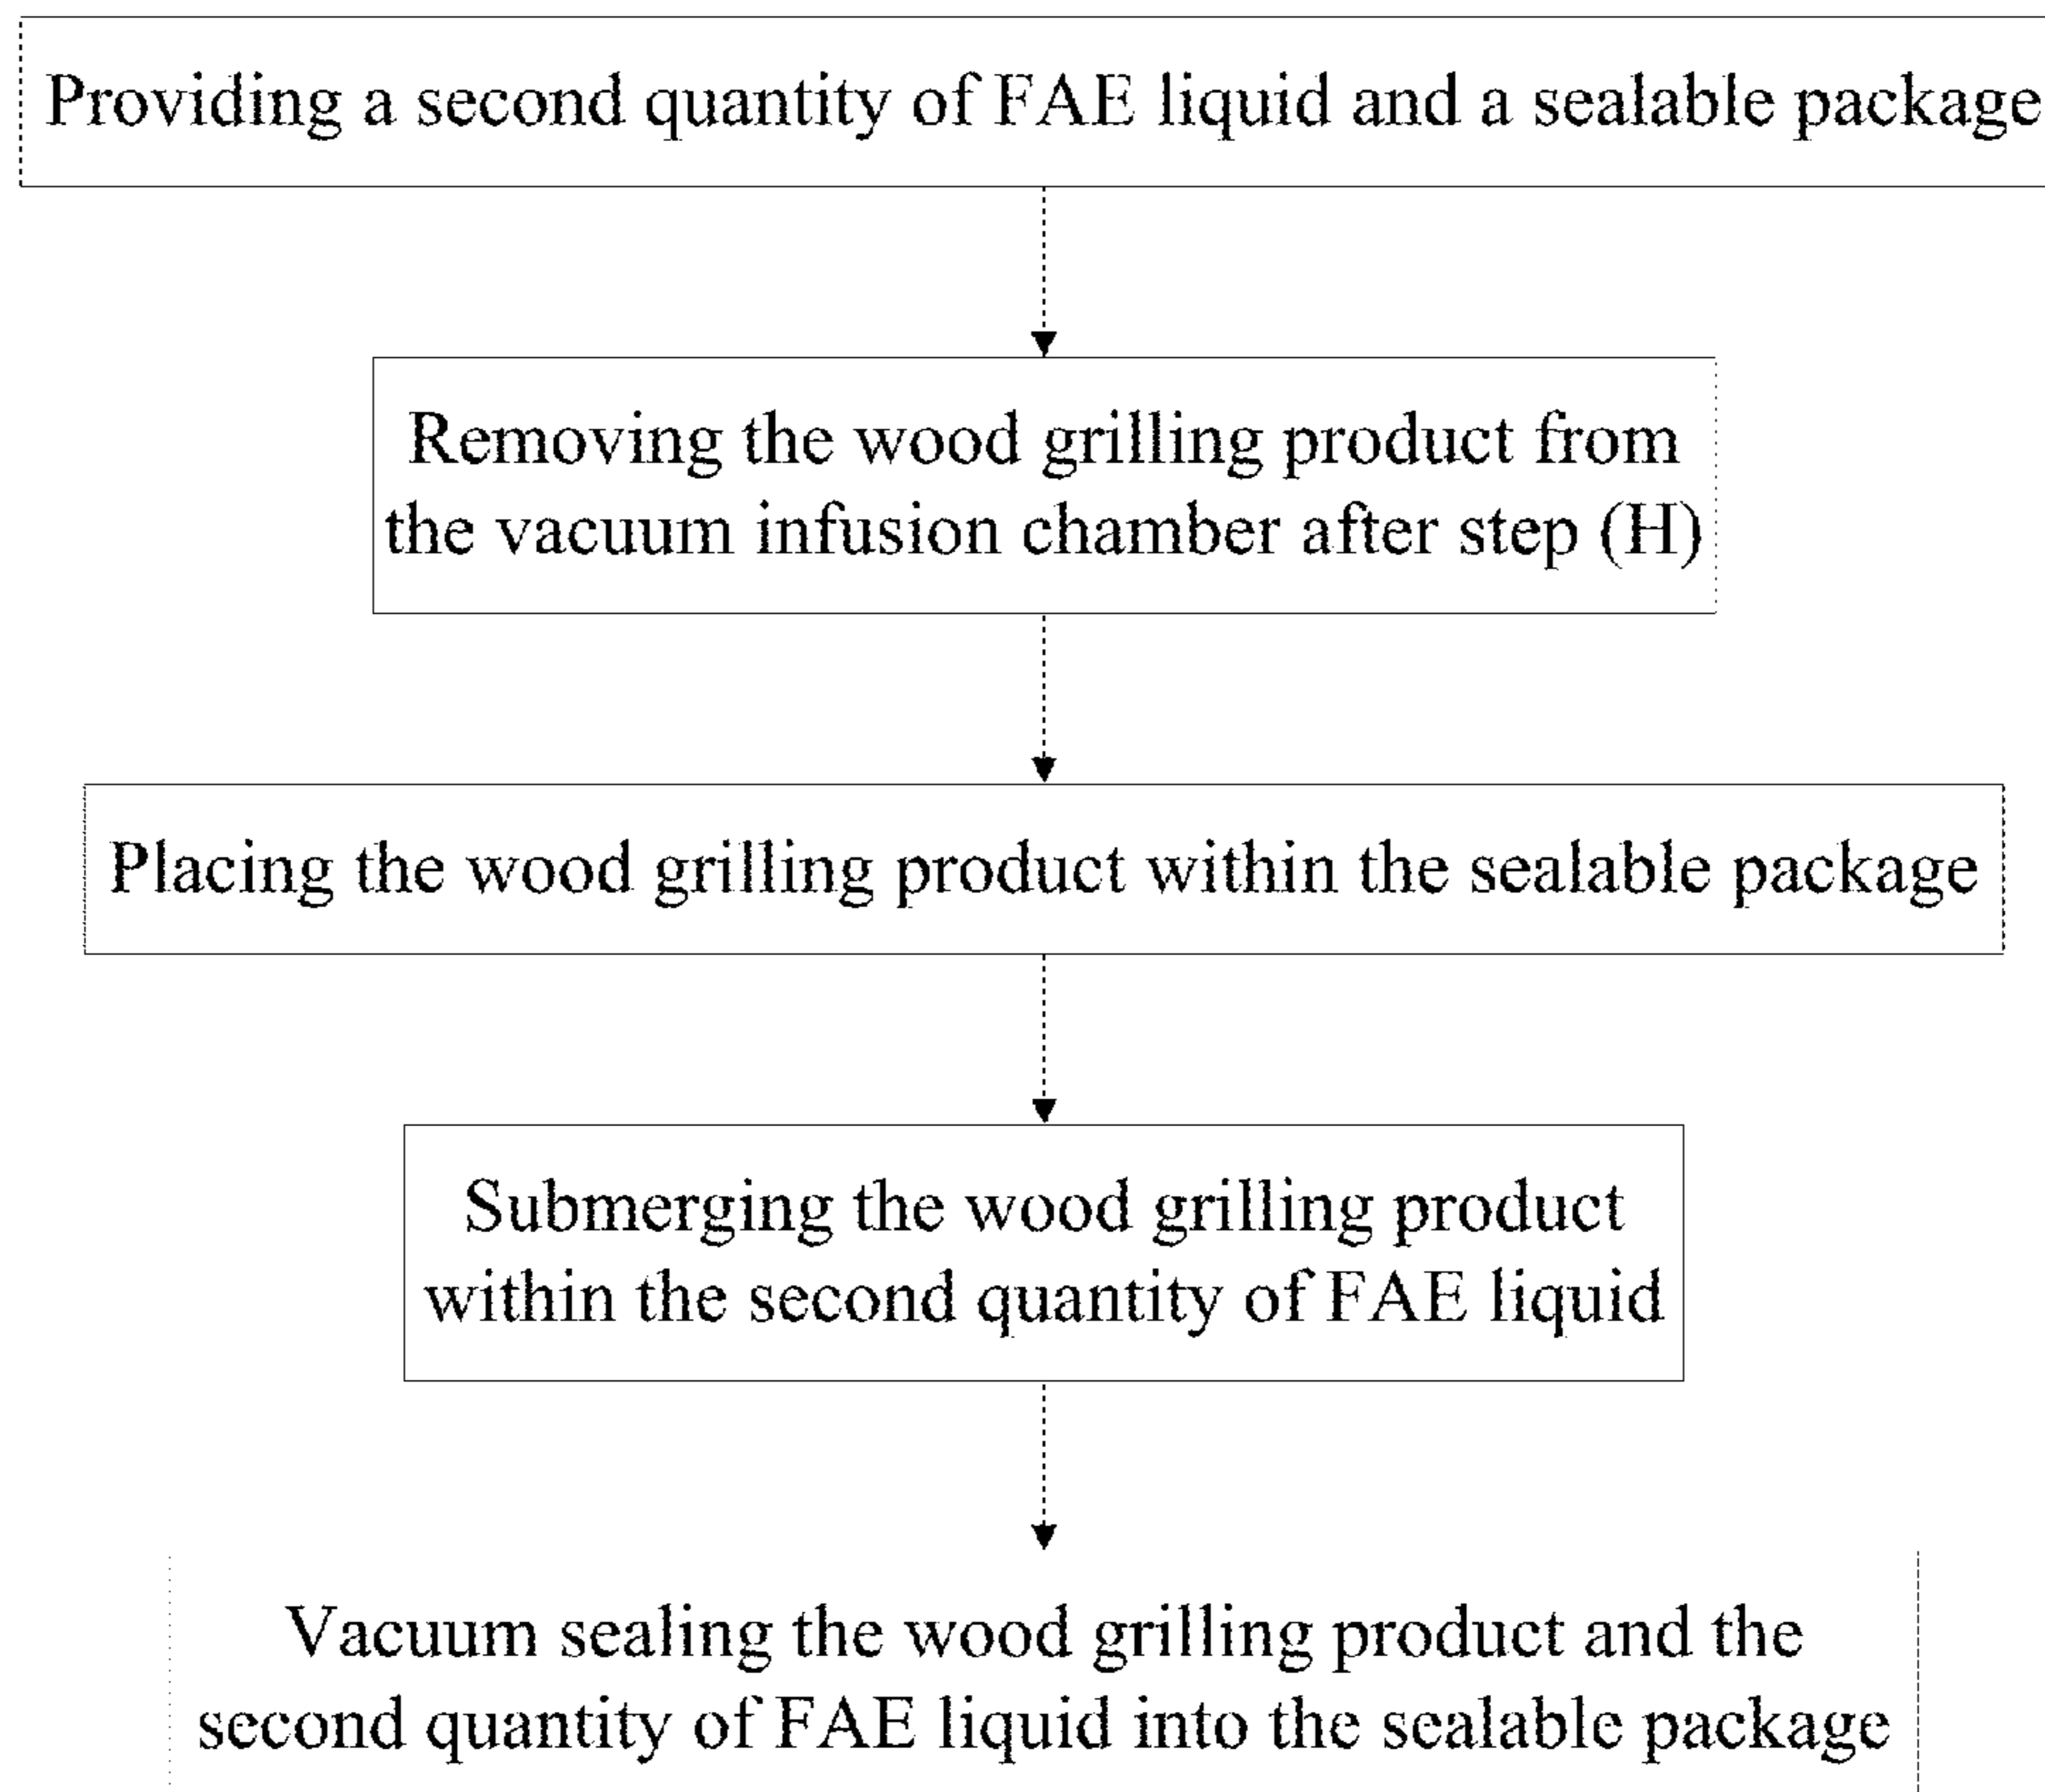 Providing a second quantity of FAE liquid and a sealable package
Removing the wood grilling product from
the vacuum infusion chamber after step (H)
Placing the wood grilling product within the sealable package
Submerging the wood grilling product
within the second quantity of FAE liquid
Vacuum sealing the wood grilling product and the
second quantity of FAE liquid into the sealable package